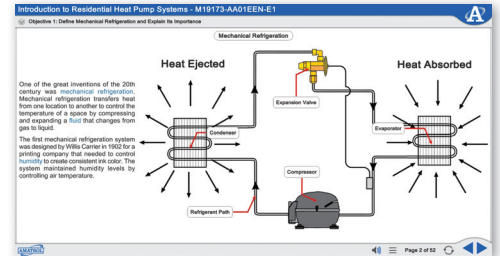 Introduction to Residential Heat Pump Systems - M19173-AA01EEN-E1
Objective 1: Define Mechanical Refrigeration and Explain Its Importance
Mechanical Refrigeration
Heat Ejected
Heat Absorbed
One of the great inventions of the 20th
century was mechanical refrigeration.
Mechanical refrigeration transfers heat
from one location to another to control the
temperature of a space by compressing
and expanding a fluid that changes from
gas to liquid.
The first mechanical refrigeration system
was designed by Willis Carrier in 1902 for a
printing company that needed to control
humidity to create consistent ink color. The
system maintained humidity levels by
controlling air temperature.
Expansion Valve
Condenser
Evaporator
Compressor
Refrigerant Path
AMATROL
Page 2 of 52